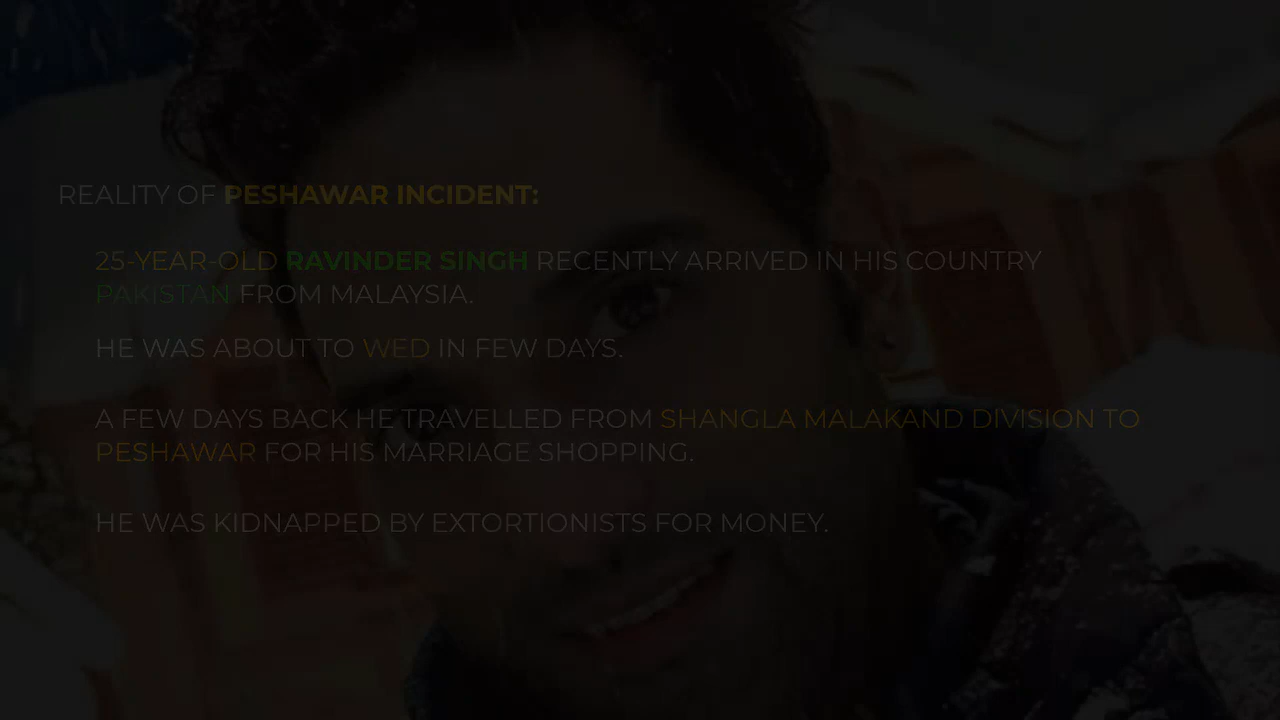 REALITY OF PESHAWAR INCIDENT:
25-YEAR-OLD RAVINDER SINGH RECENTLY ARRIVED IN HIS COUNTRY
PAKISTAN FROM MALAYSIA.
HE WAS ABOUT TO WED IN FEW DAYS.
A FEW DAYS BACK HE TRAVELLED FROM SHANGLA MALAKAND DIVISION TO
PESHAWAR FOR HIS MARRIAGE SHOPPING.
HE WAS KIDNAPPED BY EXTORTIONISTS FOR MONEY.